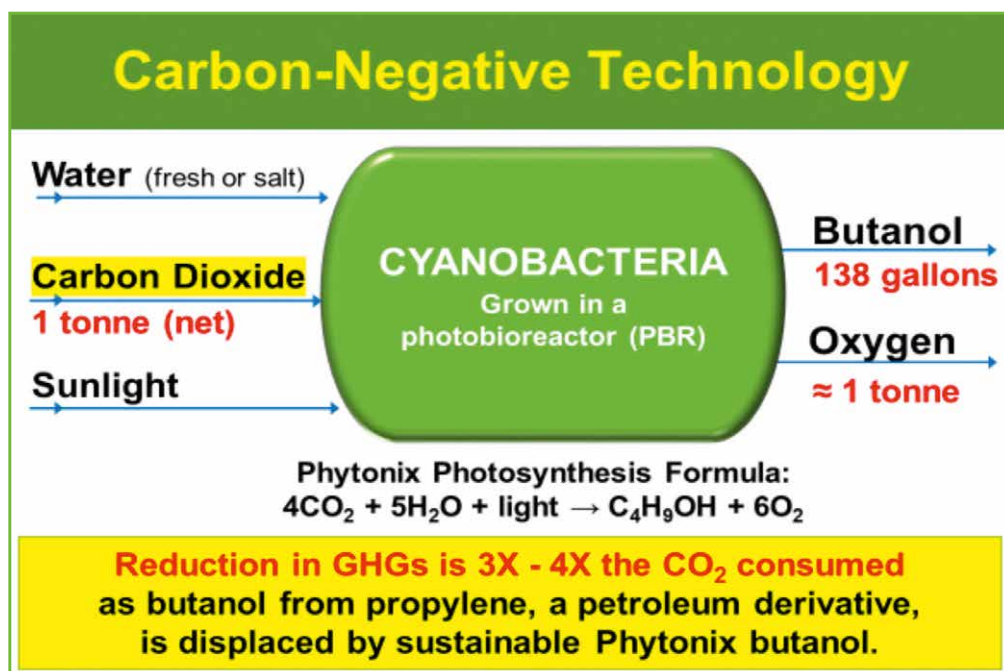 Carbon-Negative Technology
Water (fresh or salt)
Carbon Dioxide
1 tonne (net)
Sunlight
CYANOBACTERIA
Grown in a
photobioreactor (PBR)
Butanol
138 gallons
Oxygen
≈ 1 tonne
Phytonix Photosynthesis Formula:
4CO₂ + 5H₂O + light → C₄H₉OH + 6O₂
Reduction in GHGs is 3X - 4X the CO₂ consumed
as butanol from propylene, a petroleum derivative,
is displaced by sustainable Phytonix butanol.